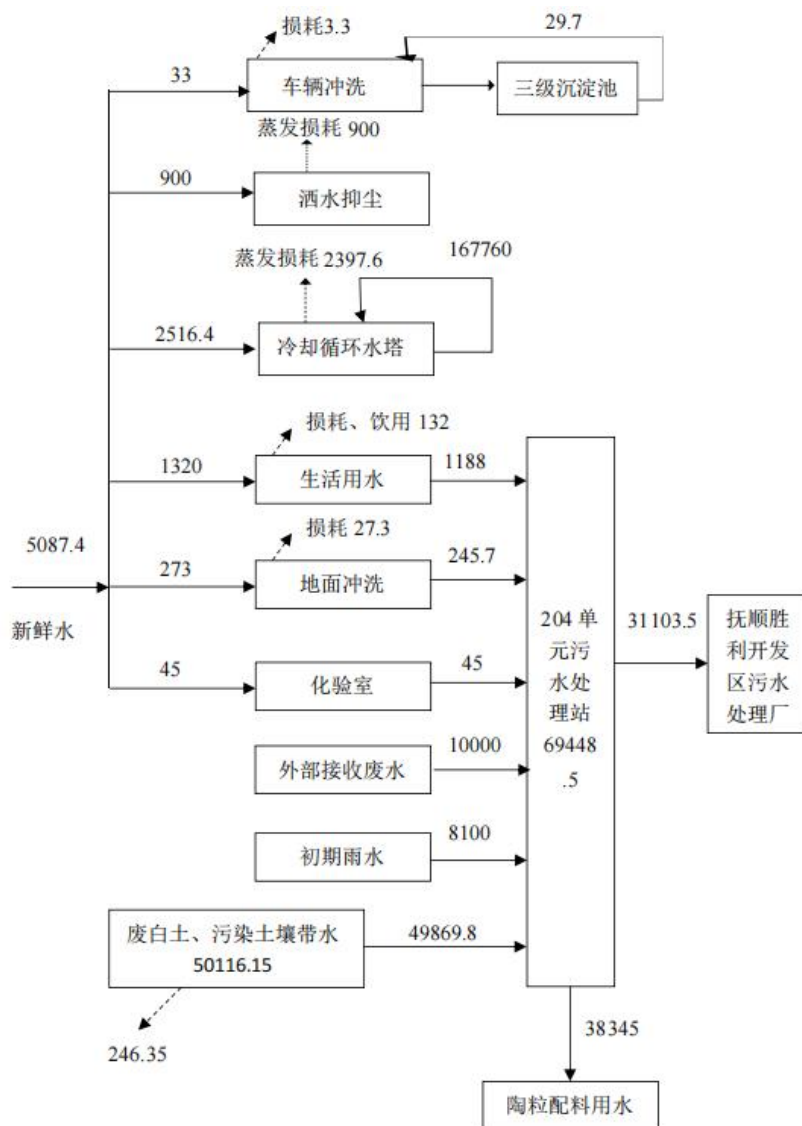 损耗3.3
29.7
33
车辆冲洗
三级沉淀池
蒸发损耗 900
900
洒水抑尘
蒸发损耗 2397.6
167760
2516.4
冷却循环水塔
损耗、饮用 132
1320
生活用水
1188
5087.4
新鲜水
损耗 27.3
273
地面冲洗
245.7
204 单
元污
水处
理站
69448
.5
31103.5
抚顺胜
利开发
区污水
处理厂
45
化验室
45
外部接收废水
10000
初期雨水
8100
废白土、污染土壤带水
50116.15
49869.8
246.35
38345
陶粒配料用水